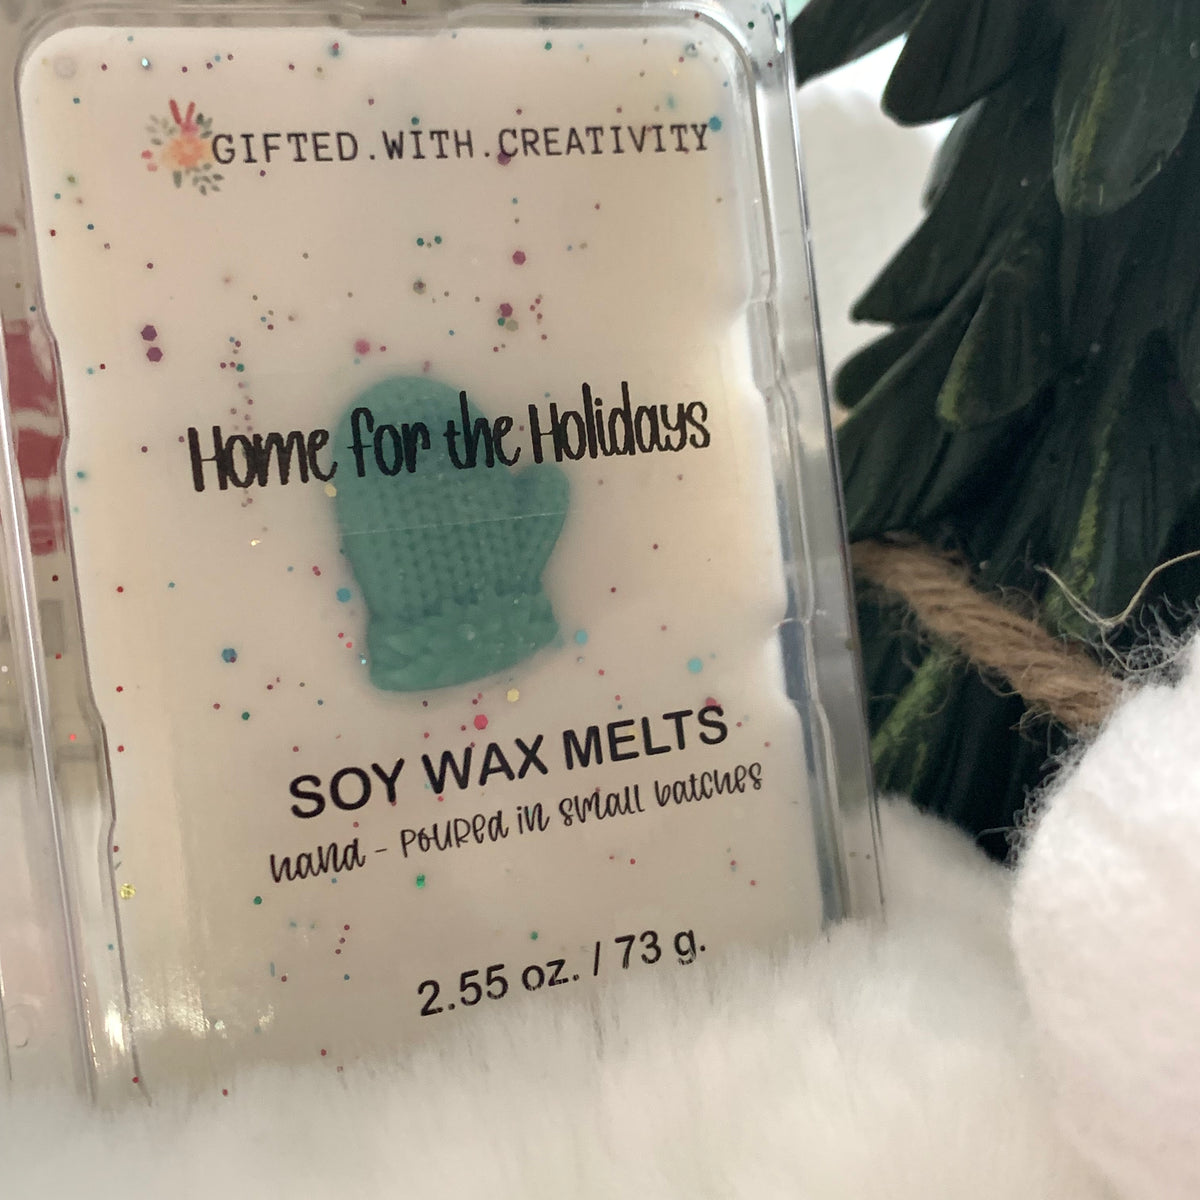 GIFTED.WITH.CREATIVITY
Home for the Holidays
SOY WAX MELTS
hand - poured in small batches
2.55 oz. / 73 g.